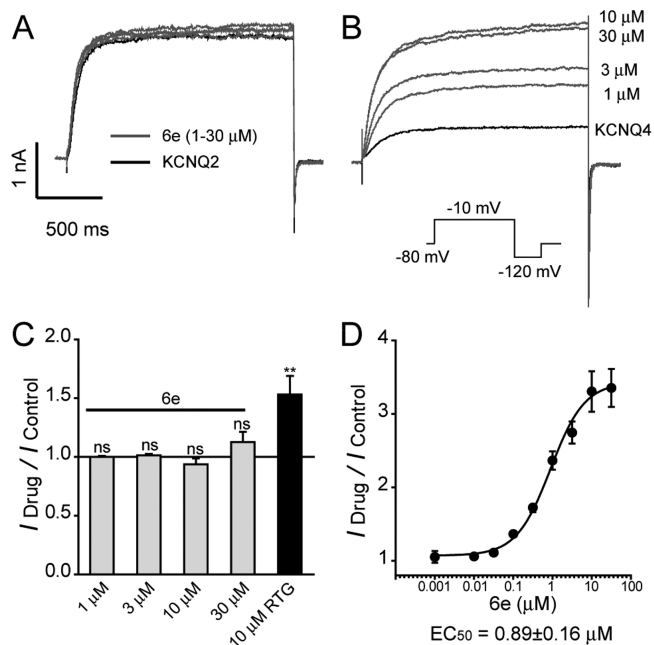 A
1 nA
500 ms
6e (1-30 μM)
KCNQ2
B
10 μM
30 μM
3 μM
1 μM
KCNQ4
-10 mV
-80 mV
-120 mV
C
I Drug / I Control
2.0
1.5
1.0
0.5
0.0
6e
ns
ns
ns
ns
**
1 μM
3 μM
10 μM
30 μM
10 μM RTG
D
I Drug / I Control
4
3
2
1
0.001
0.01
0.1
1
10
100
6e (μM)
EC50 = 0.89±0.16 μM